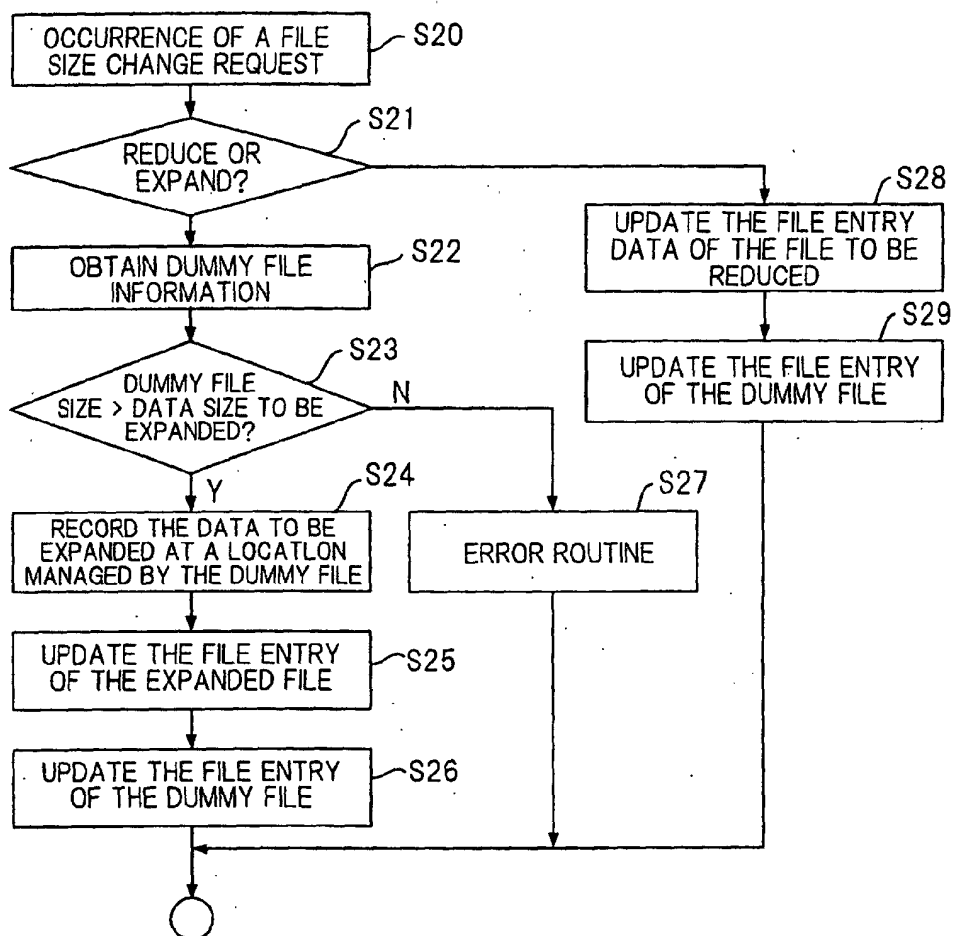 OCCURRENCE OF A FILE
SIZE CHANGE REQUEST
S20
REDUCE OR
EXPAND?
S21
OBTAIN DUMMY FILE
INFORMATION
S22
DUMMY FILE
SIZE > DATA SIZE TO BE
EXPANDED?
S23
N
Y
RECORD THE DATA TO BE
EXPANDED AT A LOCATLON
MANAGED BY THE DUMMY FILE
S24
UPDATE THE FILE ENTRY
OF THE EXPANDED FILE
S25
UPDATE THE FILE ENTRY
OF THE DUMMY FILE
S26
ERROR ROUTINE
S27
UPDATE THE FILE ENTRY
DATA OF THE FILE TO BE
REDUCED
S28
UPDATE THE FILE ENTRY
OF THE DUMMY FILE
S29